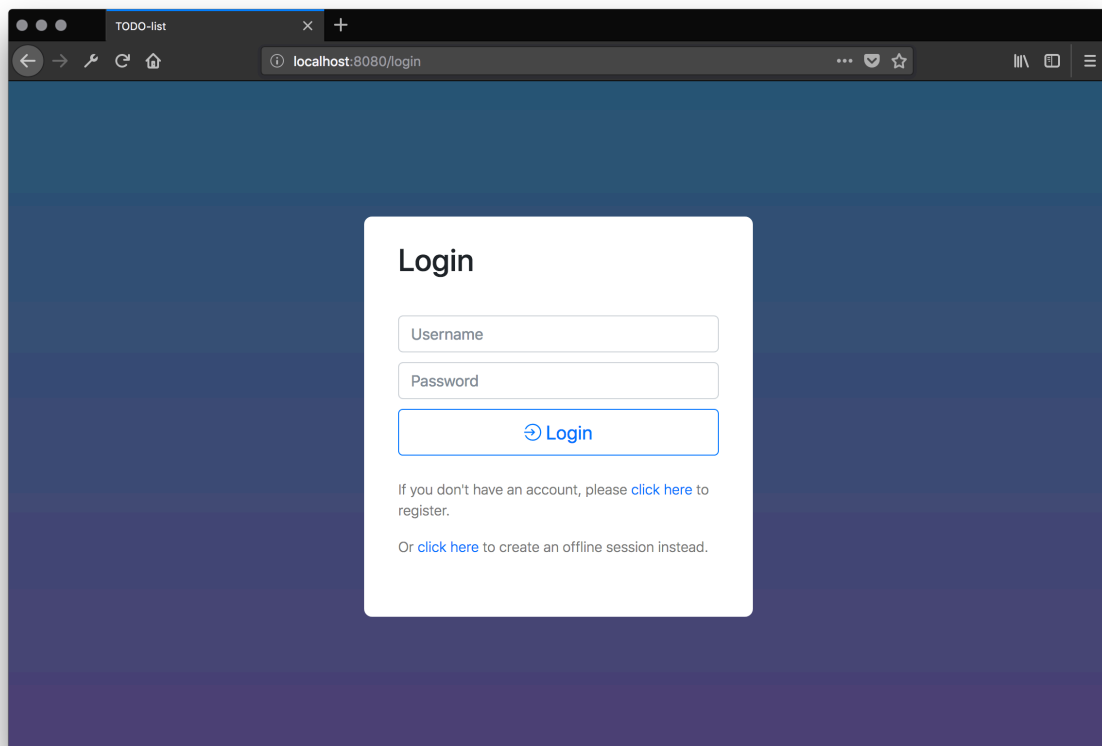 TODO-list
localhost:8080/login
Login
Username
Password
Login
If you don't have an account, please click here to
register.
Or click here to create an offline session instead.